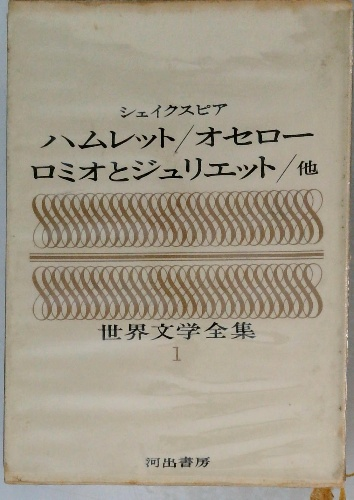 シェイクスピア
ハムレット/オセロー
ロミオとジュリエット/他
世界文学全集
1
河出書房